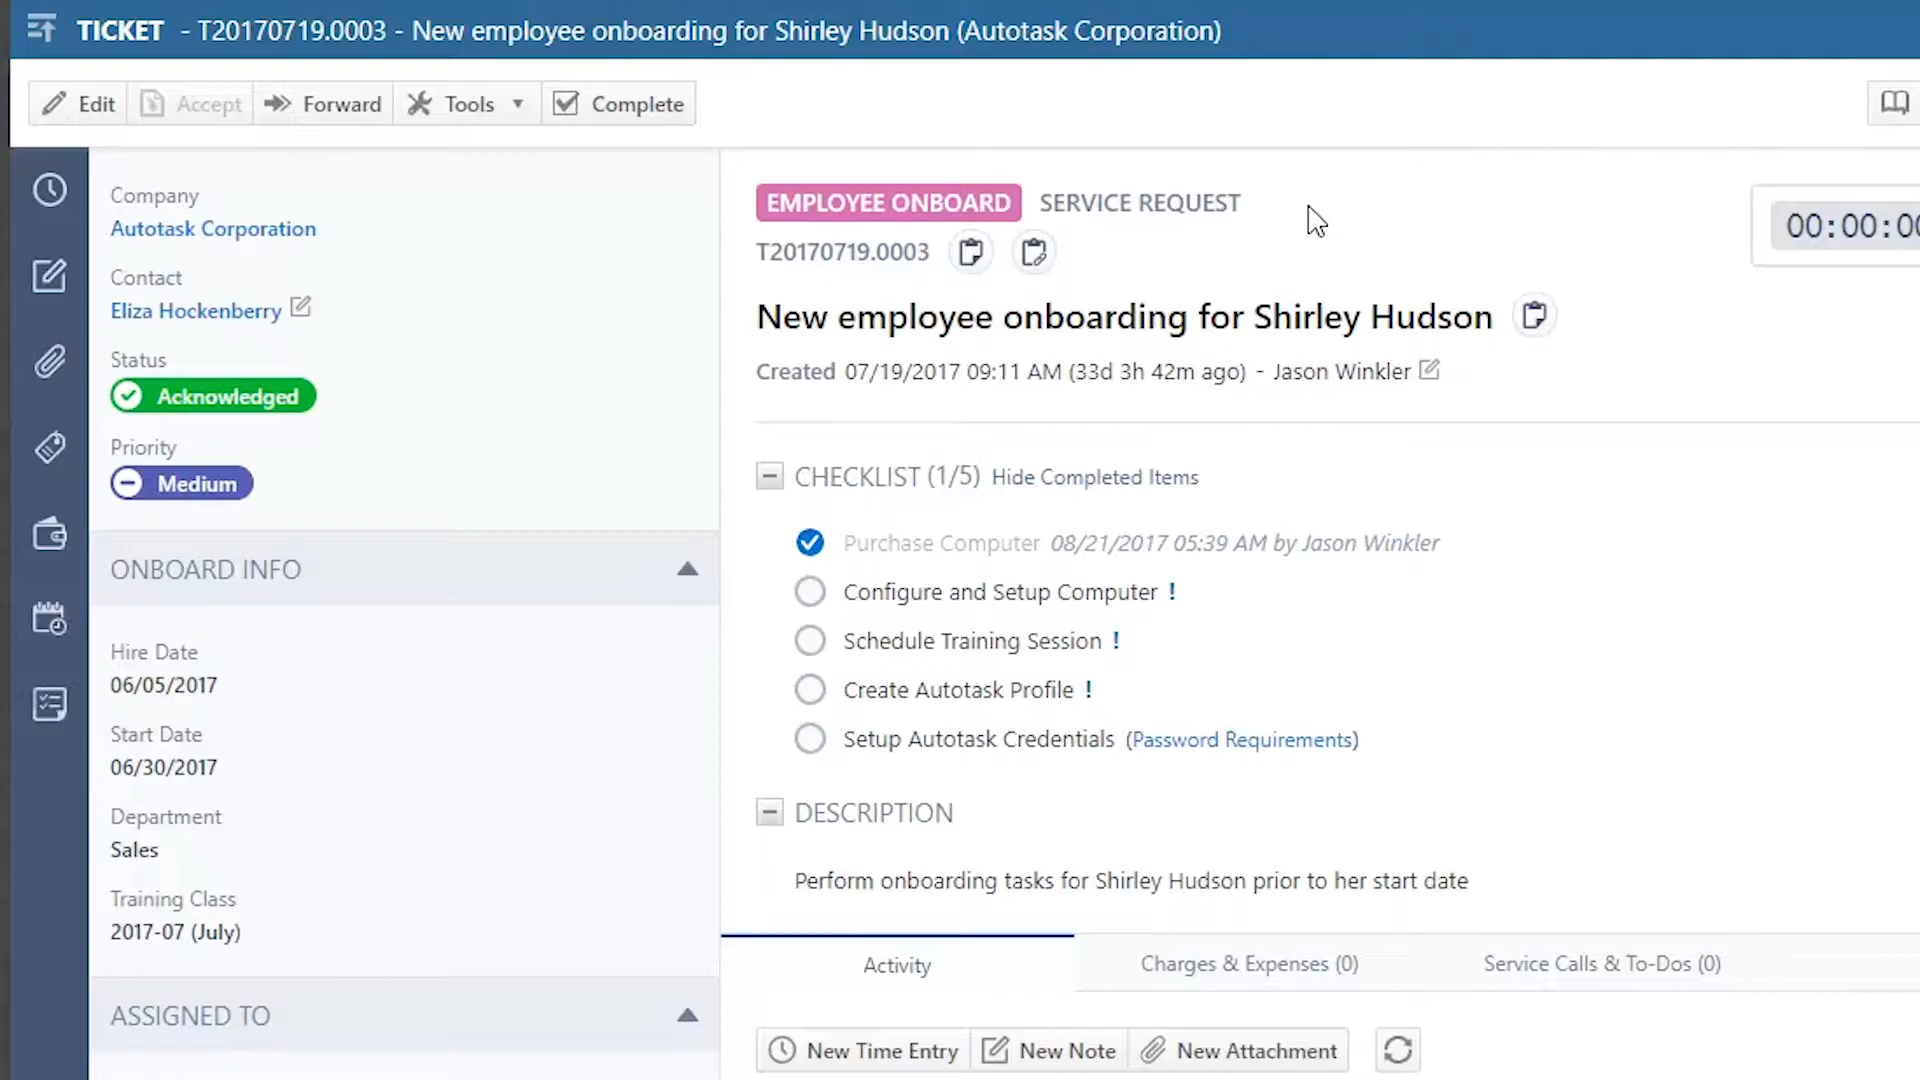 TICKET - T20170719.0003 - New employee onboarding for Shirley Hudson (Autotask Corporation)
Edit Accept Forward Tools Complete
Company
Autotask Corporation
Contact
Eliza Hockenberry
Status
Acknowledged
Priority
Medium
ONBOARD INFO
Hire Date
06/05/2017
Start Date
06/30/2017
Department
Sales
Training Class
2017-07 (July)
ASSIGNED TO
EMPLOYEE ONBOARD SERVICE REQUEST
T20170719.0003
00:00:00
New employee onboarding for Shirley Hudson
Created 07/19/2017 09:11 AM (33d 3h 42m ago) - Jason Winkler
CHECKLIST (1/5) Hide Completed Items
Purchase Computer 08/21/2017 05:39 AM by Jason Winkler
Configure and Setup Computer !
Schedule Training Session !
Create Autotask Profile !
Setup Autotask Credentials (Password Requirements)
DESCRIPTION
Perform onboarding tasks for Shirley Hudson prior to her start date
Activity Charges & Expenses (0) Service Calls & To-Dos (0)
New Time Entry New Note New Attachment